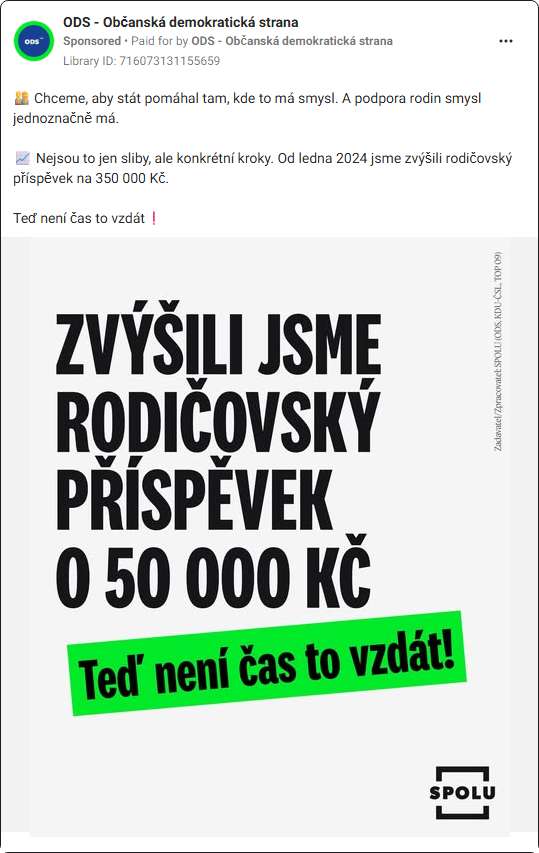 ODS - Občanská demokratická strana
Sponsored • Paid for by ODS - Občanská demokratická strana
Library ID: 716073131155659
Chceme, aby stát pomáhal tam, kde to má smysl. A podpora rodin smysl
jednoznačně má.
Nejsou to jen sliby, ale konkrétní kroky. Od ledna 2024 jsme zvýšili rodičovský
příspěvek na 350 000 Kč.
Teď není čas to vzdát❗
ZVÝŠILI JSME
RODIČOVSKÝ
PŘÍSPĚVEK
O 50 000 KČ
Teď není čas to vzdát!
Zadavatel/Zpracovatel: SPOLU (ODS, KDU-ČSL, TOP 09)
SPOLU
ODS